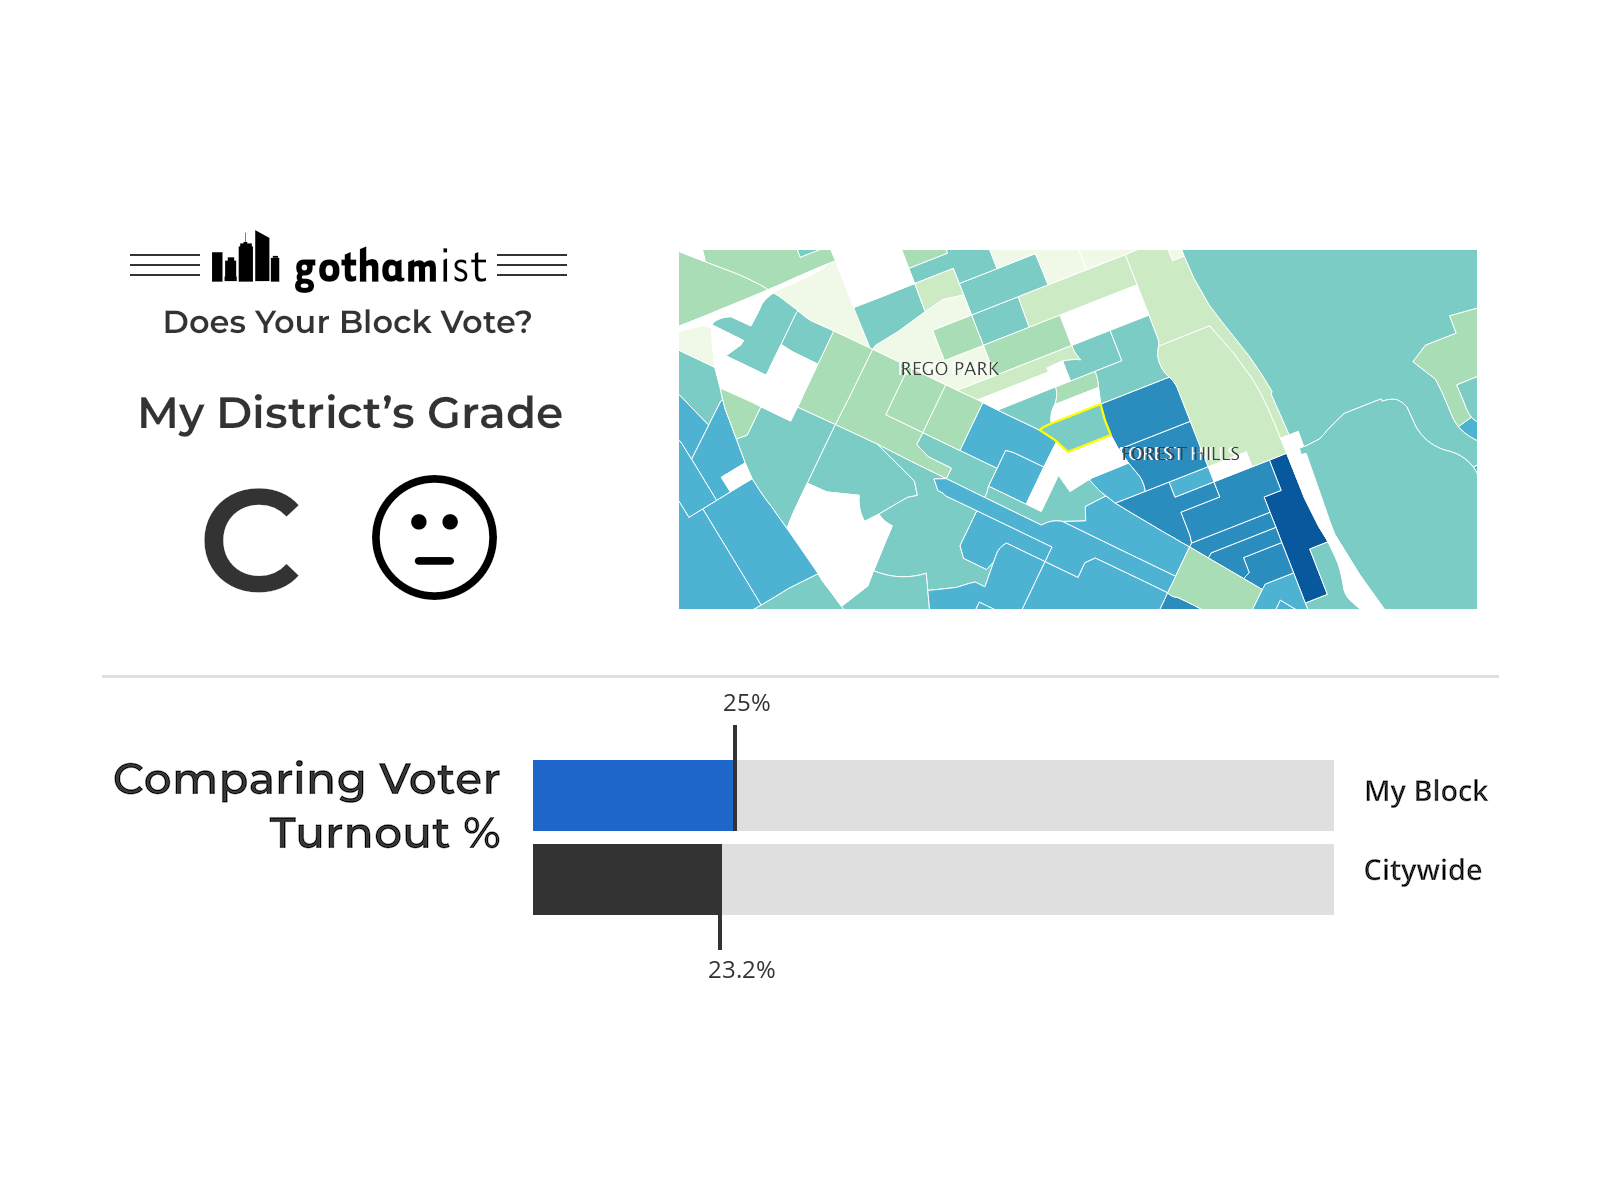 gothamist
Does Your Block Vote?
My District's Grade
C
REGO PARK
FOREST HILLS
25%
Comparing Voter
Turnout %
My Block
Citywide
23.2%